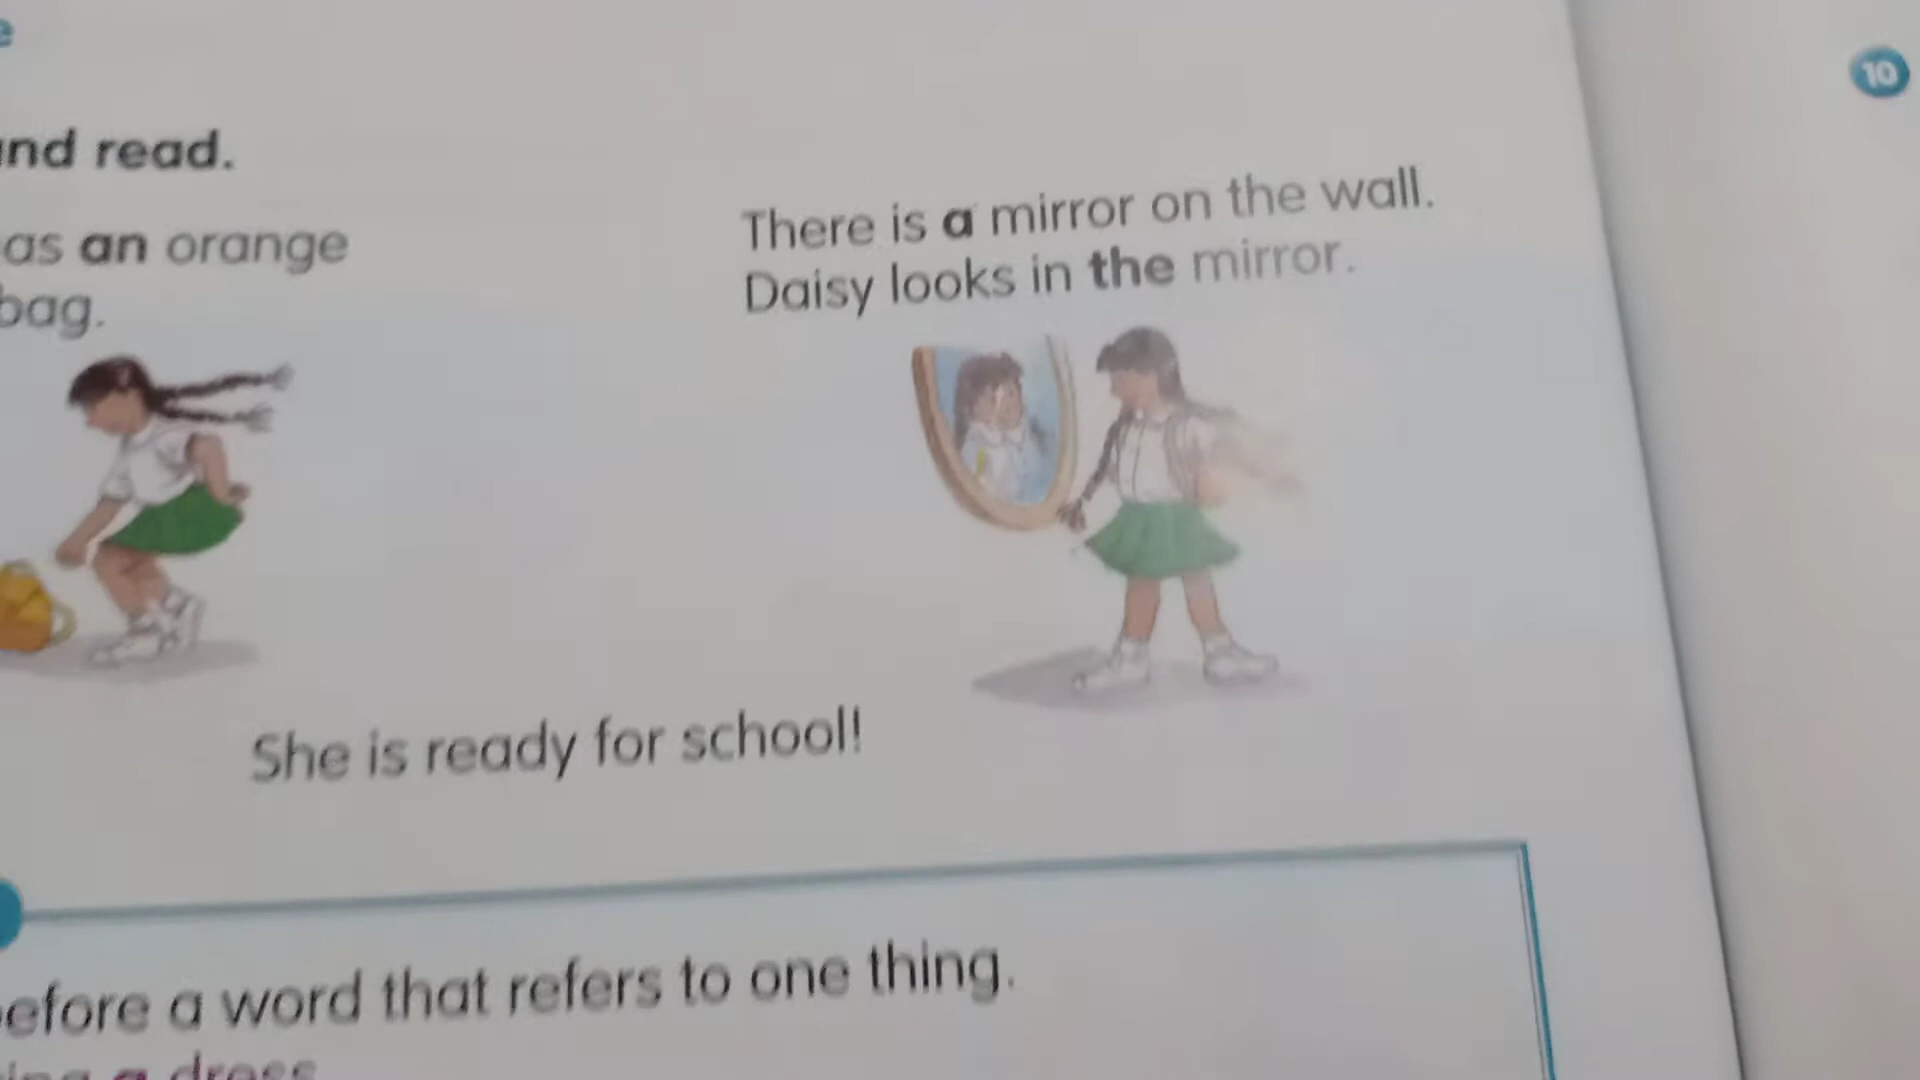 10
nd read.
as an orange
bag.
There is a mirror on the wall.
Daisy looks in the mirror.
She is ready for school!
efore a word that refers to one thing.
a dress